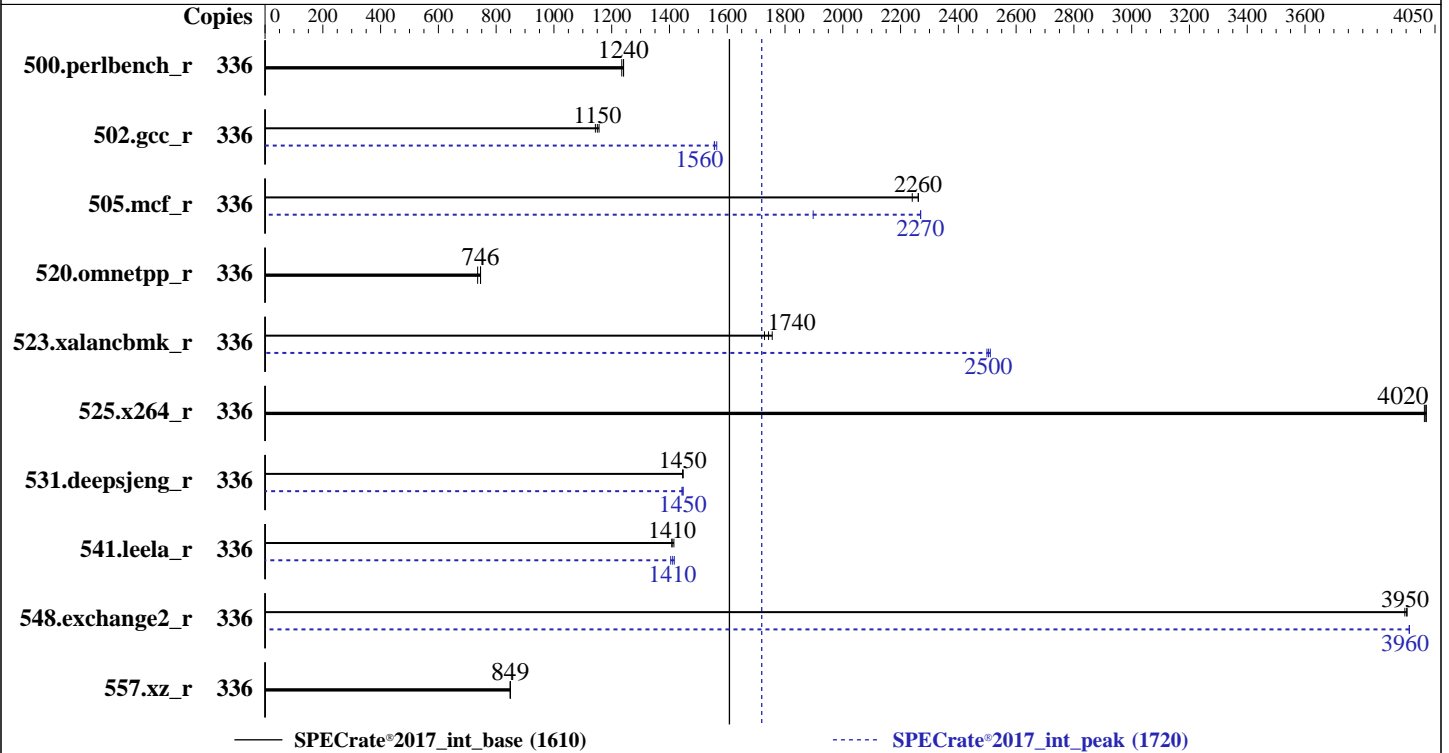 Copies 0 200 400 600 800 1000 1200 1400 1600 1800 2000 2200 2400 2600 2800 3000 3200 3400 3600 4050
1240
500.perlbench_r 336
1150
502.gcc_r 336
1560
2260
505.mcf_r 336
2270
746
520.omnetpp_r 336
1740
523.xalancbmk_r 336
2500
4020
525.x264_r 336
1450
531.deepsjeng_r 336
1450
1410
541.leela_r 336
1410
3950
548.exchange2_r 336
3960
849
557.xz_r 336
SPECrate®2017_int_base (1610) SPECrate®2017_int_peak (1720)